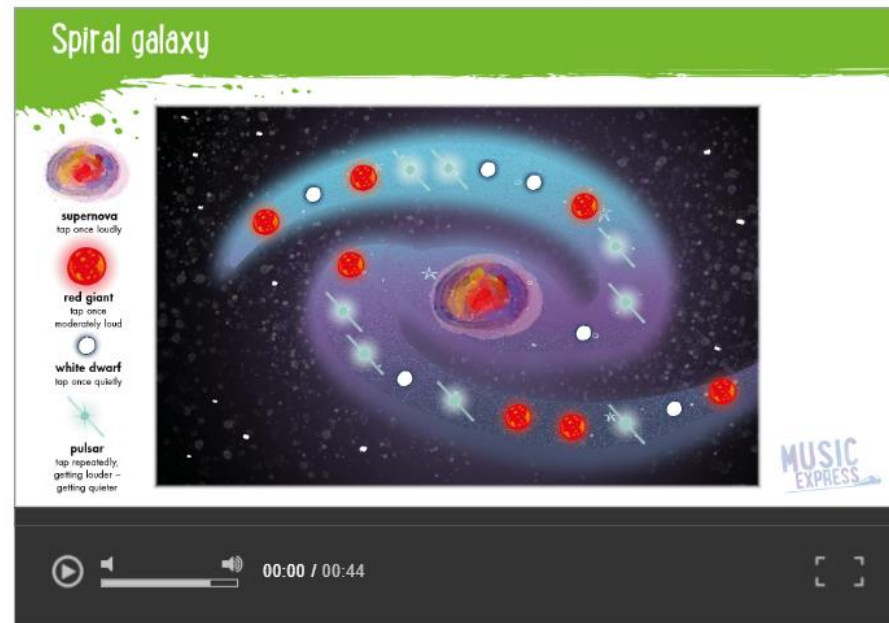 Spiral galaxy
supernova
tap once loudly
red giant
tap once
moderately loud
white dwarf
tap once quietly
pulsar
tap repeatedly,
getting louder –
getting quieter
MUSIC
EXPRESS
00:00 / 00:44